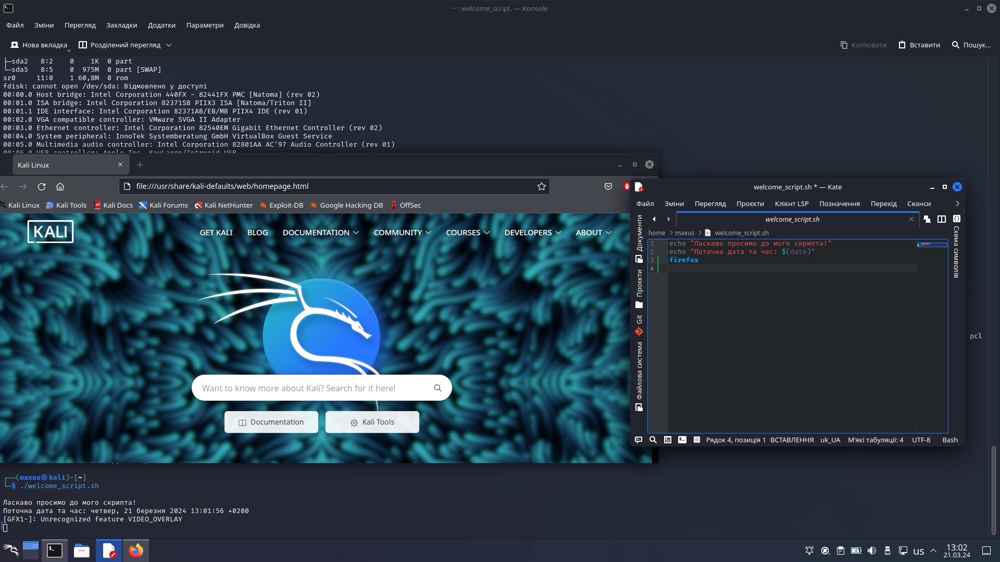 ~ : welcome_script. — Konsole
Файл Зміни Перегляд Закладки Додатки Параметри Довідка
Нова вкладка Розділений перегляд Копіювати Вставити Пошук...
├─sda2   8:2    0    1K  0 part
└─sda5   8:5    0  975M  0 part [SWAP]
sr0     11:0    1 60,8M  0 rom
fdisk: cannot open /dev/sda: Відмовлено у доступі
00:00.0 Host bridge: Intel Corporation 440FX - 82441FX PMC [Natoma] (rev 02)
00:01.0 ISA bridge: Intel Corporation 82371SB PIIX3 ISA [Natoma/Triton II]
00:01.1 IDE interface: Intel Corporation 82371AB/EB/MB PIIX4 IDE (rev 01)
00:02.0 VGA compatible controller: VMware SVGA II Adapter
00:03.0 Ethernet controller: Intel Corporation 82540EM Gigabit Ethernet Controller (rev 02)
00:04.0 System peripheral: InnoTek Systemberatung GmbH VirtualBox Guest Service
00:05.0 Multimedia audio controller: Intel Corporation 82801AA AC'97 Audio Controller (rev 01)
00:06.0 USB controller: Apple Inc. KeyLargo/Intrepid USB
Kali Linux
file:///usr/share/kali-defaults/web/homepage.html
Kali Linux Kali Tools Kali Docs Kali Forums Kali NetHunter Exploit-DB Google Hacking DB OffSec
KALI GET KALI BLOG DOCUMENTATION COMMUNITY COURSES DEVELOPERS ABOUT
Want to know more about Kali? Search for it here!
Documentation Kali Tools
welcome_script.sh * — Kate
Файл Зміни Перегляд Проєкти Клієнт LSP Позначення Перехід Сеанси
welcome_script.sh
home > maxus > welcome_script.sh
1 echo "Ласкаво просимо до мого скрипта!"
2 echo "Поточна дата та час: $(date)"
3 firefox
4
Документи
Проєкти
Git
Файлова система
Схема символів
Рядок 4, позиція 1 ВСТАВЛЕННЯ uk_UA М'які табуляції: 4 UTF-8 Bash
pcl
┌──(maxus㉿kali)-[~]
└─$ ./welcome_script.sh
Ласкаво просимо до мого скрипта!
Поточна дата та час: четвер, 21 березня 2024 13:01:56 +0200
[GFX1-]: Unrecognized feature VIDEO_OVERLAY
us 13:02
21.03.24